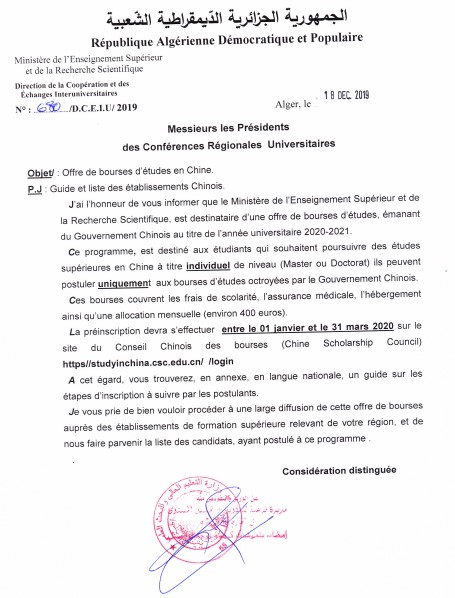 الجمهورية الجزائرية الدّيمقراطية الشّعبية
République Algérienne Démocratique et Populaire
Ministère de l'Enseignement Supérieur
et de la Recherche Scientifique
Direction de la Coopération et des
Échanges Interuniversitaires
N° : 680.../D.C.E.I.U/ 2019
Alger, le : 18 DEC. 2019
Messieurs les Présidents
des Conférences Régionales Universitaires
Objet/ : Offre de bourses d'études en Chine.
P.J : Guide et liste des établissements Chinois.
J'ai l'honneur de vous informer que le Ministère de l'Enseignement Supérieur et de
la Recherche Scientifique, est destinataire d'une offre de bourses d'études, émanant
du Gouvernement Chinois au titre de l'année universitaire 2020-2021.
Ce programme, est destiné aux étudiants qui souhaitent poursuivre des études
supérieures en Chine à titre individuel de niveau (Master ou Doctorat) ils peuvent
postuler uniquement aux bourses d'études octroyées par le Gouvernement Chinois.
Ces bourses couvrent les frais de scolarité, l'assurance médicale, l'hébergement
ainsi qu'une allocation mensuelle (environ 400 euros).
La préinscription devra s'effectuer entre le 01 janvier et le 31 mars 2020 sur le
site du Conseil Chinois des bourses (Chine Scholarship Council)
https//studyinchina.csc.edu.cn/ /login
A cet égard, vous trouverez, en annexe, en langue nationale, un guide sur les
étapes d'inscription à suivre par les postulants.
Je vous prie de bien vouloir procéder à une large diffusion de cette offre de bourses
auprès des établissements de formation supérieure relevant de votre région, et de
nous faire parvenir la liste des candidats, ayant postulé à ce programme .
Considération distinguée
وزارة التعليم العالي والبحث